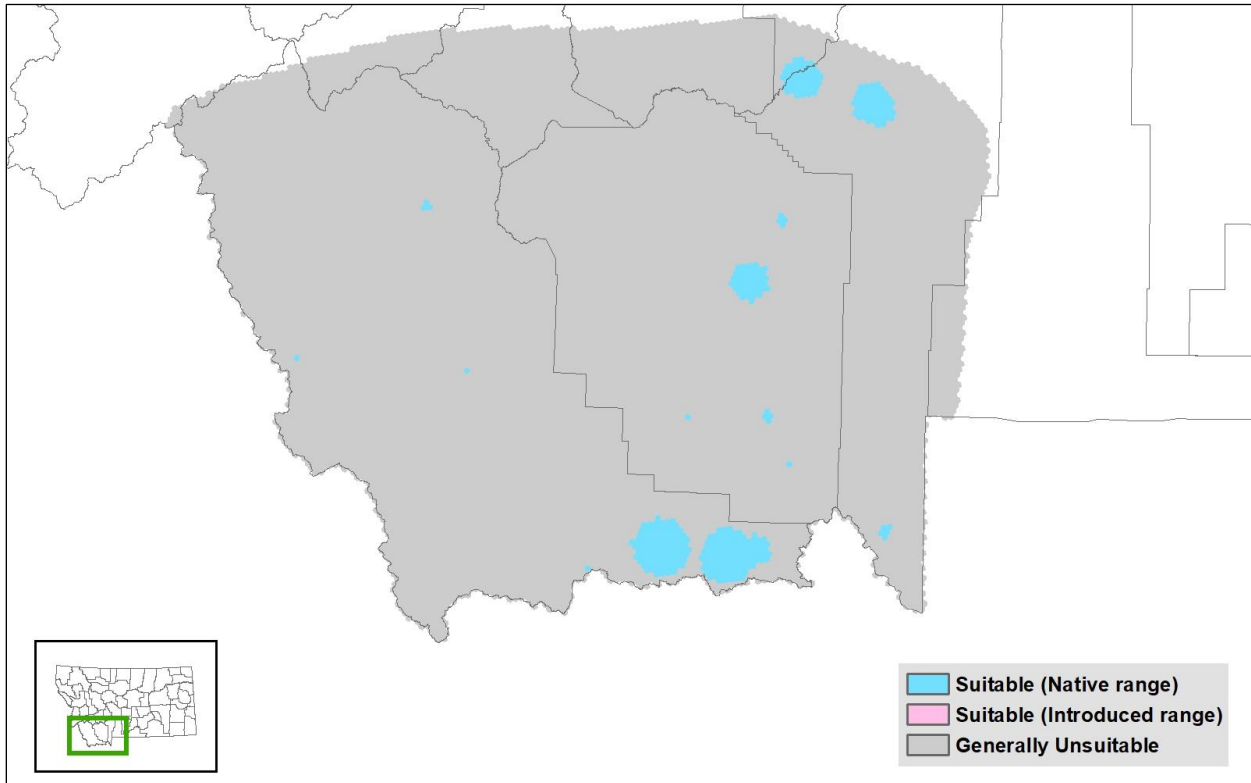 Suitable (Native range)
Suitable (Introduced range)
Generally Unsuitable